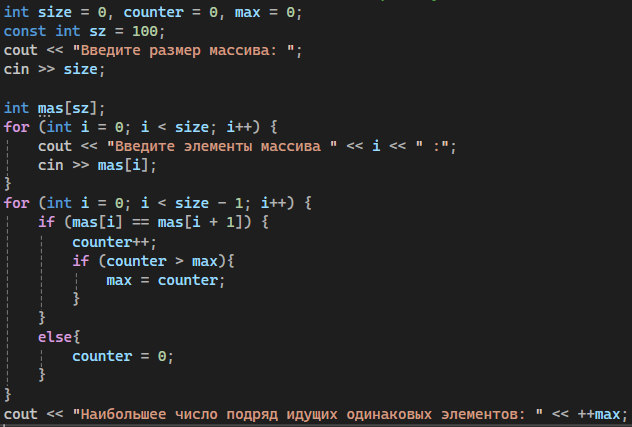 int size = 0, counter = 0, max = 0;
const int sz = 100;
cout << "Введите размер массива: ";
cin >> size;

int mas[sz];
for (int i = 0; i < size; i++) {
    cout << "Введите элементы массива " << i << " :";
    cin >> mas[i];
}
for (int i = 0; i < size - 1; i++) {
    if (mas[i] == mas[i + 1]) {
        counter++;
        if (counter > max){
            max = counter;
        }
    }
    else{
        counter = 0;
    }
}
cout << "Наибольшее число подряд идущих одинаковых элементов: " << ++max;